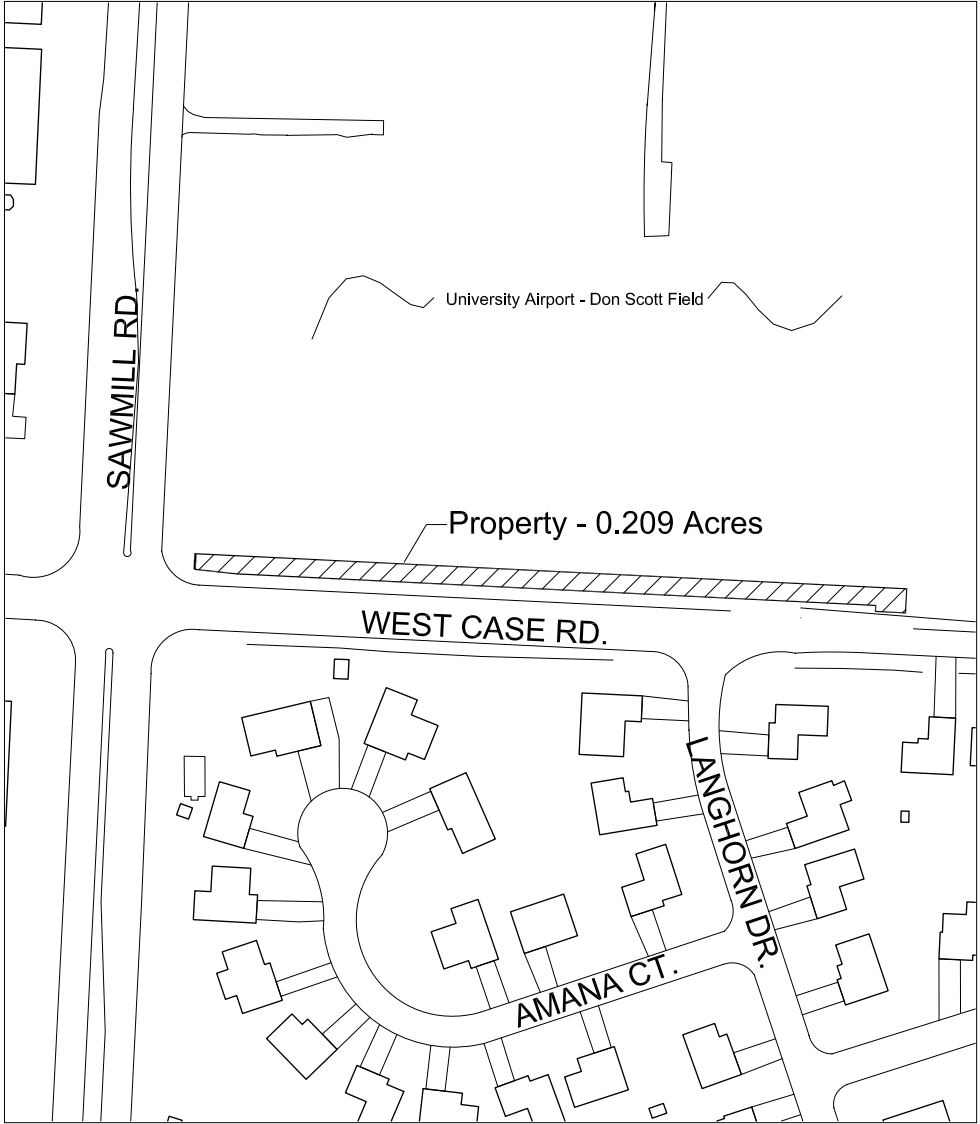 University Airport - Don Scott Field
SAWMILL RD.
Property - 0.209 Acres
WEST CASE RD.
LANGHORN DR.
AMANA CT.